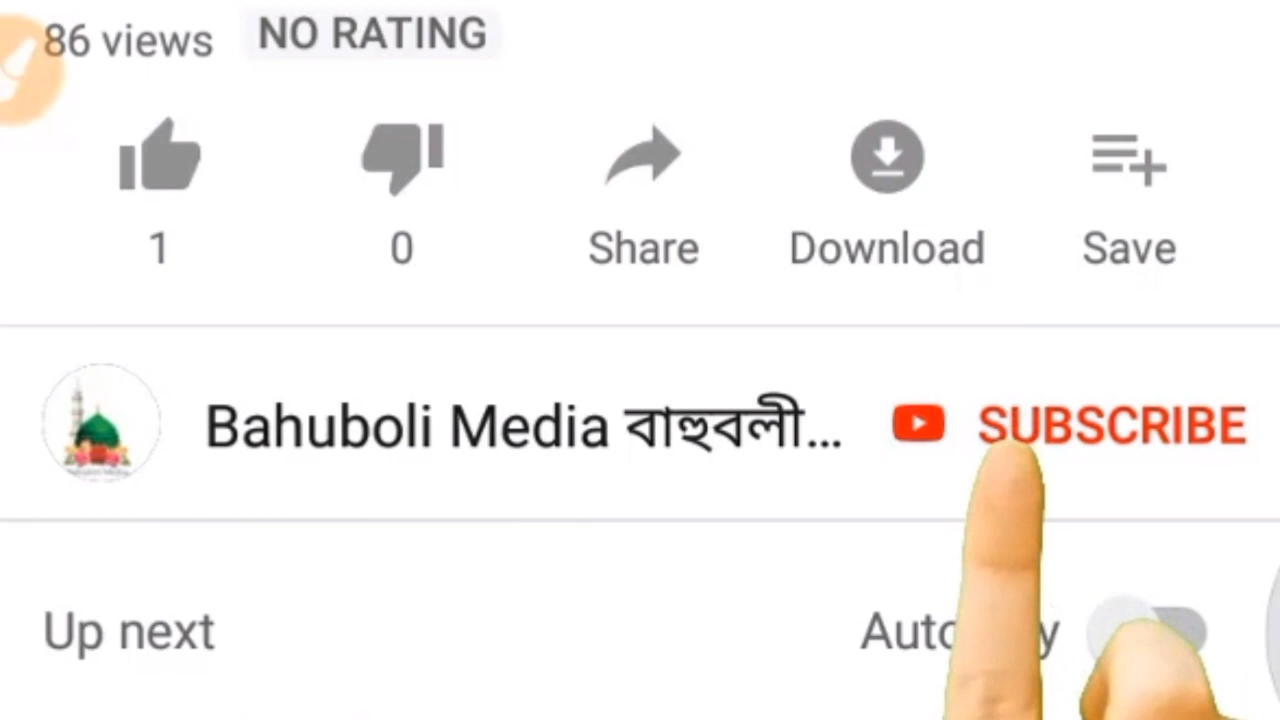 86 views NO RATING
1 0 Share Download Save
Bahuboli Media বাহুবলী... SUBSCRIBE
Up next